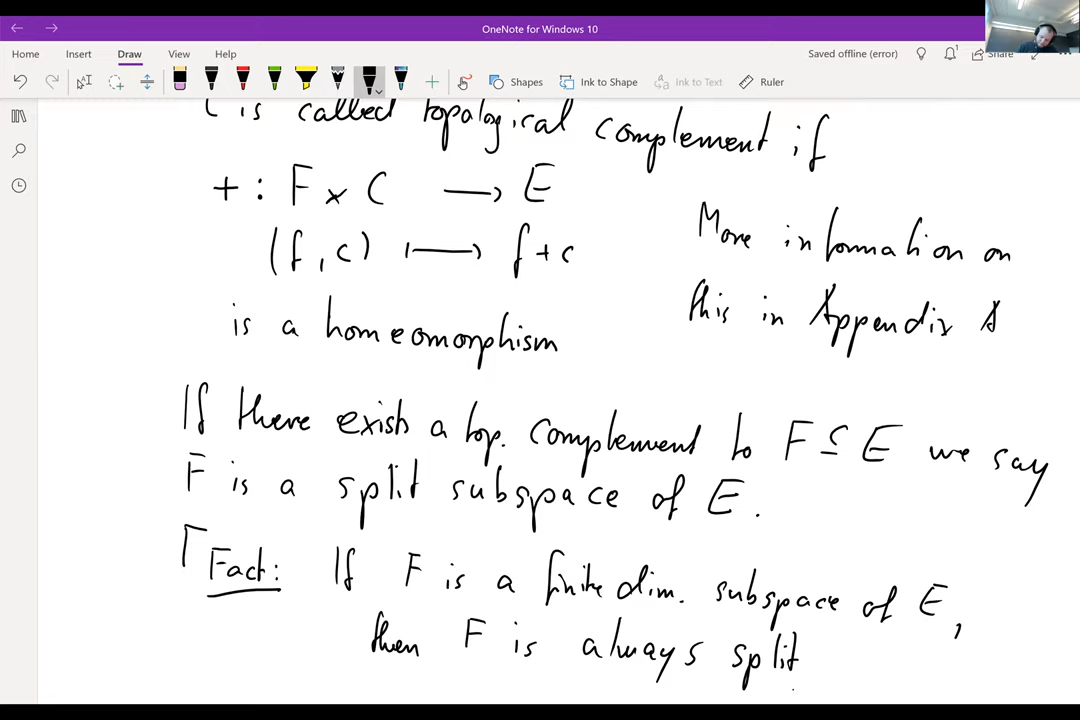 OneNote for Windows 10
Home Insert Draw View Help
Saved offline (error)
Share
Shapes Ink to Shape Ink to Text Ruler
C is called topological complement if
+ : F × C → E
(f, c) ↦ f + c
is a homeomorphism
More information on
this in Appendix A
If there exists a top. complement to F ⊆ E we say
F is a split subspace of E.
Fact: If F is a finite dim. subspace of E,
then F is always split